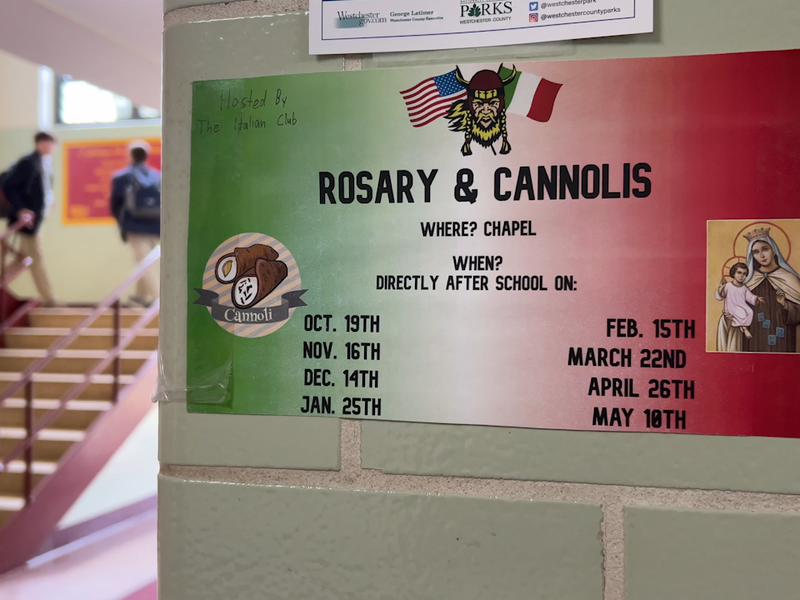 Westchester
gov.com
George Latimer
Westchester County Executive
PARKS
WESTCHESTER COUNTY
@westchesterpark
@westchestercountyparks
Hosted By
The Italian Club
ROSARY & CANNOLIS
WHERE? CHAPEL
WHEN?
DIRECTLY AFTER SCHOOL ON:
Cannoli
OCT. 19TH
NOV. 16TH
DEC. 14TH
JAN. 25TH
FEB. 15TH
MARCH 22ND
APRIL 26TH
MAY 10TH